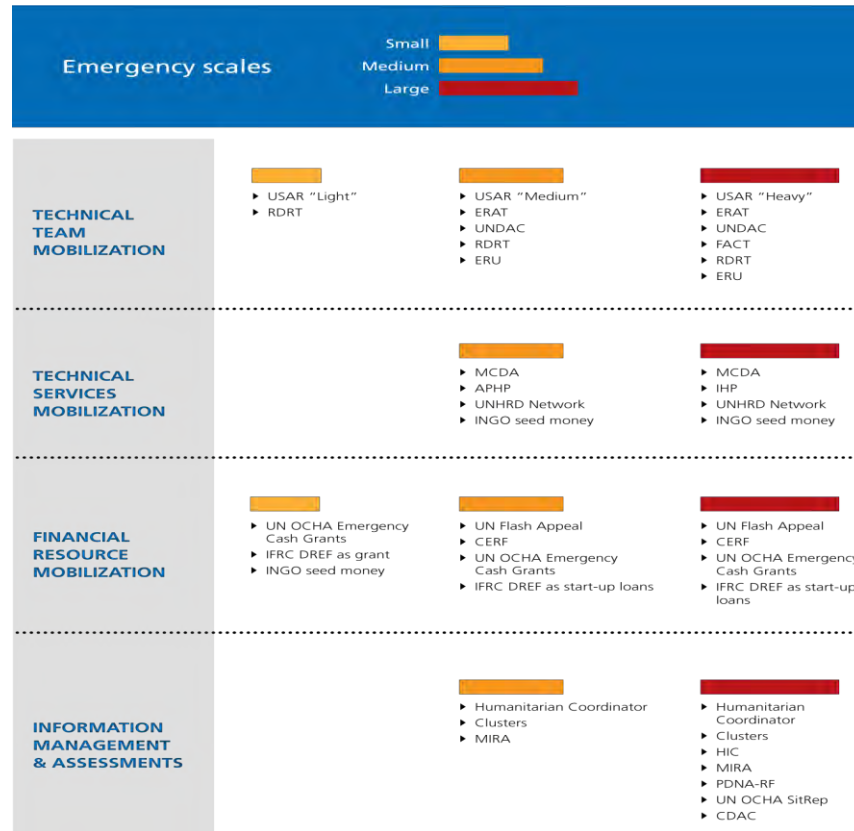 Emergency scales
Small
Medium
Large
TECHNICAL
TEAM
MOBILIZATION
▸ USAR "Light"
▸ RDRT
▸ USAR "Medium"
▸ ERAT
▸ UNDAC
▸ RDRT
▸ ERU
▸ USAR "Heavy"
▸ ERAT
▸ UNDAC
▸ FACT
▸ RDRT
▸ ERU
TECHNICAL
SERVICES
MOBILIZATION
▸ MCDA
▸ APHP
▸ UNHRD Network
▸ INGO seed money
▸ MCDA
▸ IHP
▸ UNHRD Network
▸ INGO seed money
FINANCIAL
RESOURCE
MOBILIZATION
▸ UN OCHA Emergency
Cash Grants
▸ IFRC DREF as grant
▸ INGO seed money
▸ UN Flash Appeal
▸ CERF
▸ UN OCHA Emergency
Cash Grants
▸ IFRC DREF as start-up loans
▸ UN Flash Appeal
▸ CERF
▸ UN OCHA Emergency
Cash Grants
▸ IFRC DREF as start-up
loans
INFORMATION
MANAGEMENT
& ASSESSMENTS
▸ Humanitarian Coordinator
▸ Clusters
▸ MIRA
▸ Humanitarian
Coordinator
▸ Clusters
▸ HIC
▸ MIRA
▸ PDNA-RF
▸ UN OCHA SitRep
▸ CDAC